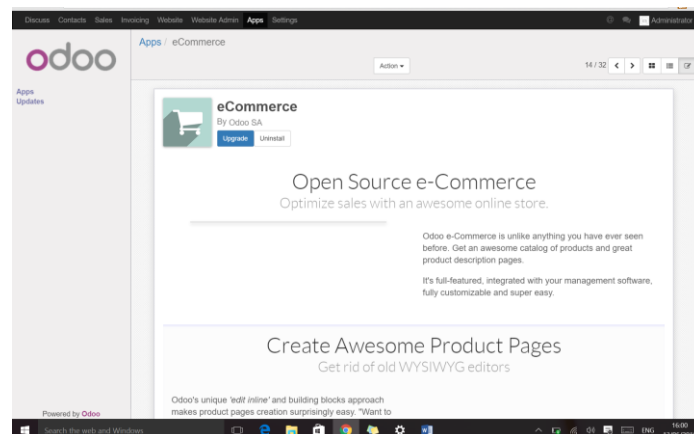 Discuss Contacts Sales Invoicing Website Website Admin Apps Settings Administrator
odoo
Apps / eCommerce
Action
14 / 32
Apps
Updates
eCommerce
By Odoo SA
Upgrade Uninstall
Open Source e-Commerce
Optimize sales with an awesome online store.
Odoo e-Commerce is unlike anything you have ever seen
before. Get an awesome catalog of products and great
product description pages.
It's full-featured, integrated with your management software,
fully customizable and super easy.
Create Awesome Product Pages
Get rid of old WYSIWYG editors
Odoo's unique 'edit inline' and building blocks approach
makes product pages creation surprisingly easy. "Want to
Powered by Odoo
Search the web and Windows
ENG
16:00